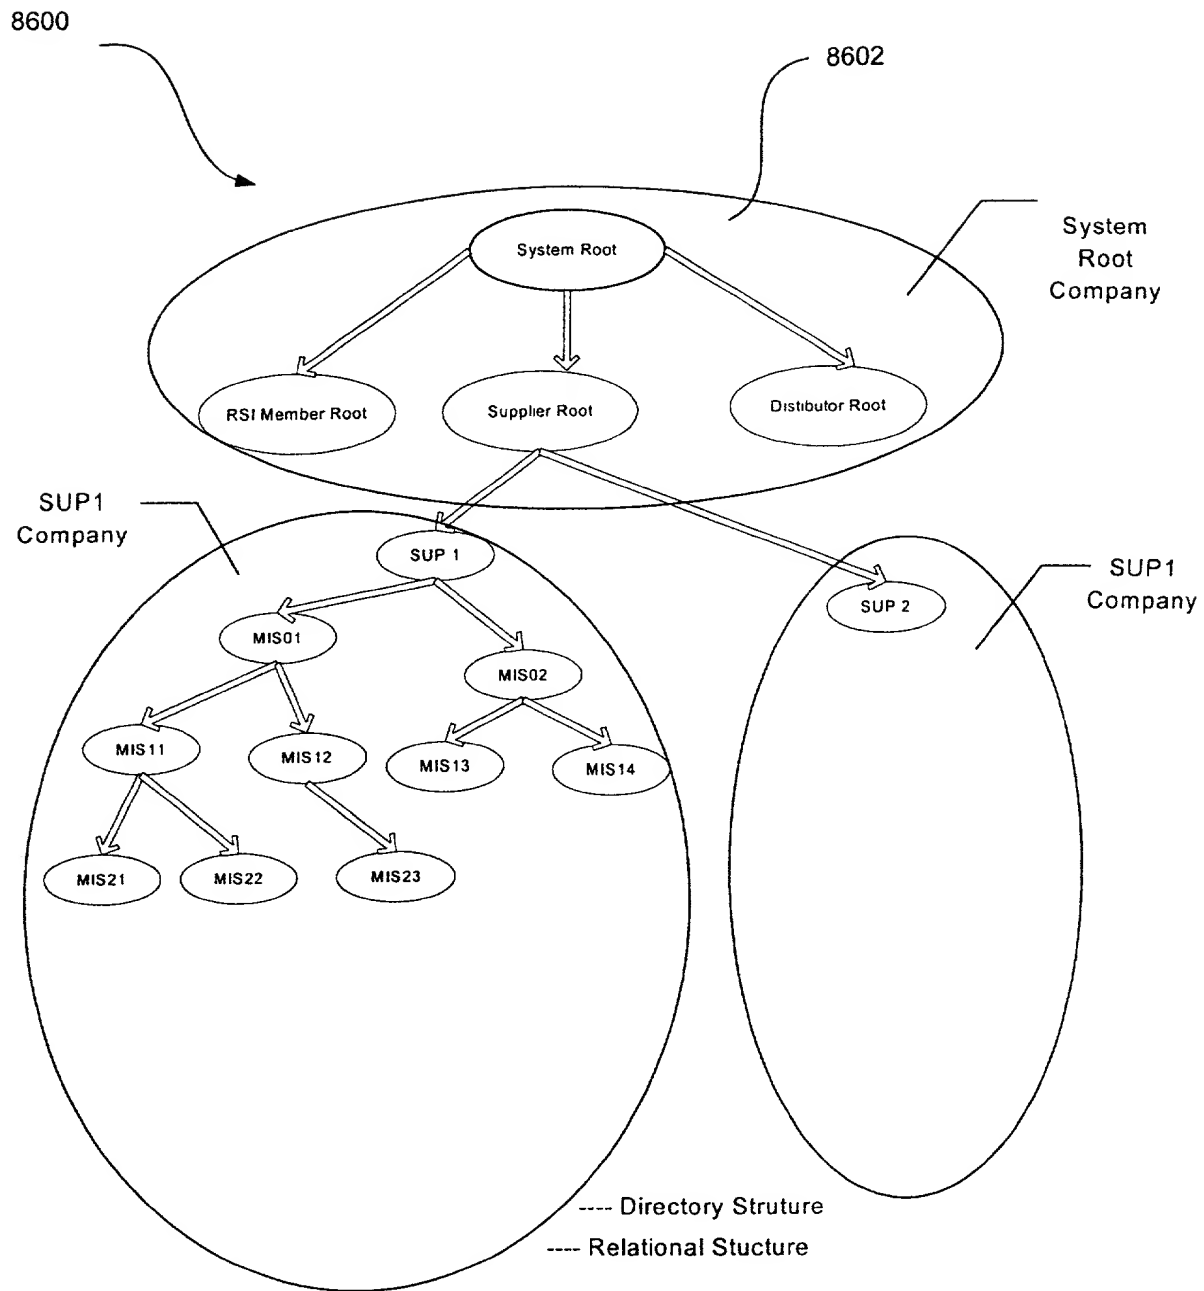 8600
8602
System Root
System
Root
Company
RSI Member Root
Supplier Root
Distibutor Root
SUP1
Company
SUP 1
SUP 2
SUP1
Company
MIS01
MIS02
MIS11
MIS12
MIS13
MIS14
MIS21
MIS22
MIS23
---- Directory Struture
---- Relational Stucture